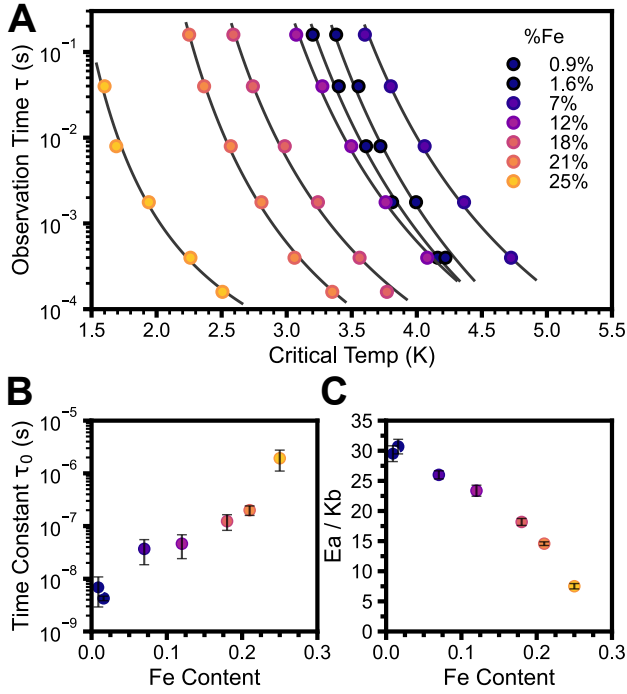 A
Observation Time τ (s)
10⁻¹
10⁻²
10⁻³
10⁻⁴
%Fe
0.9%
1.6%
7%
12%
18%
21%
25%
1.5 2.0 2.5 3.0 3.5 4.0 4.5 5.0 5.5
Critical Temp (K)
B
Time Constant τ₀ (s)
10⁻⁵
10⁻⁶
10⁻⁷
10⁻⁸
10⁻⁹
0.0 0.1 0.2 0.3
Fe Content
C
Ea / Kb
35
30
25
20
15
10
5
0
0.0 0.1 0.2 0.3
Fe Content